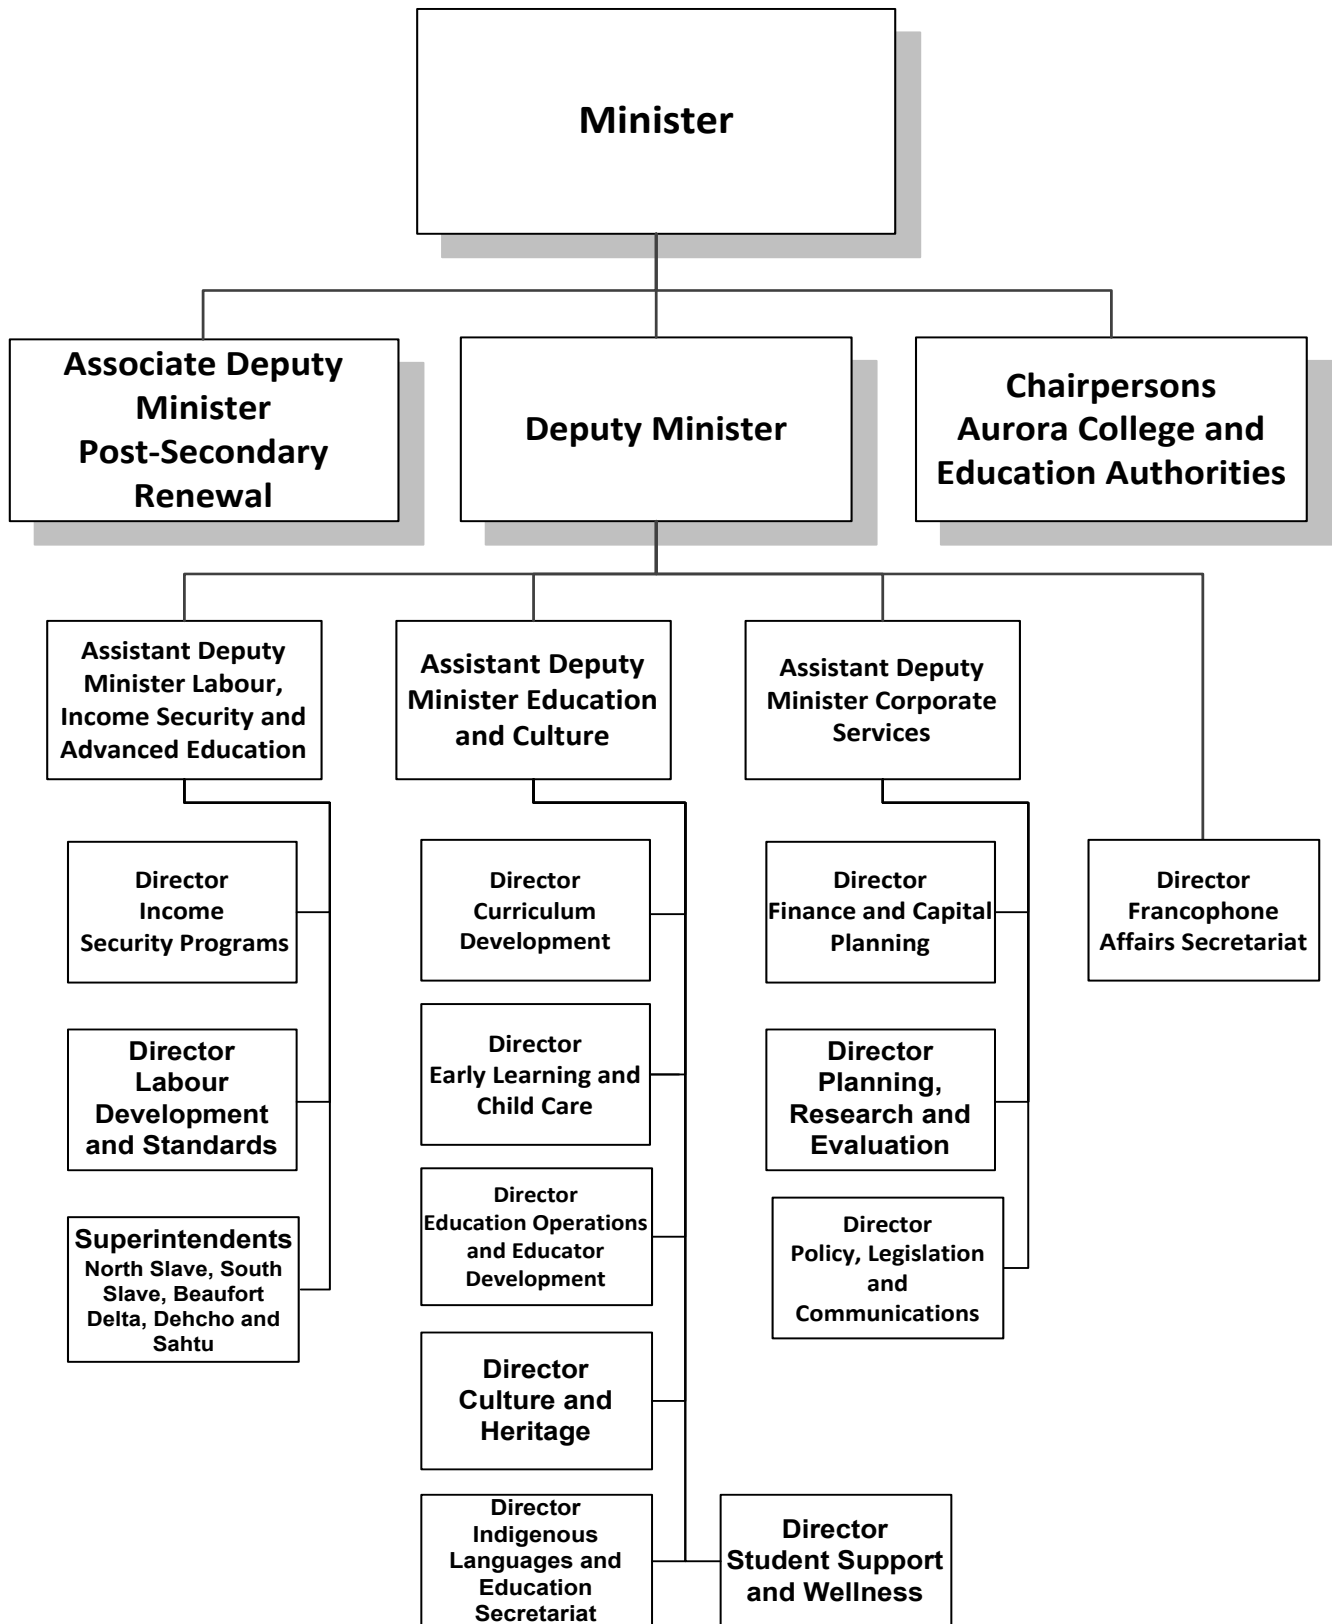 Minister
Associate Deputy
Minister
Post-Secondary
Renewal
Deputy Minister
Chairpersons
Aurora College and
Education Authorities
Assistant Deputy
Minister Labour,
Income Security and
Advanced Education
Assistant Deputy
Minister Education
and Culture
Assistant Deputy
Minister Corporate
Services
Director
Income
Security Programs
Director
Labour
Development
and Standards
Superintendents
North Slave, South
Slave, Beaufort
Delta, Dehcho and
Sahtu
Director
Curriculum
Development
Director
Early Learning and
Child Care
Director
Education Operations
and Educator
Development
Director
Culture and
Heritage
Director
Indigenous
Languages and
Education
Secretariat
Director
Student Support
and Wellness
Director
Finance and Capital
Planning
Director
Planning,
Research and
Evaluation
Director
Policy, Legislation
and
Communications
Director
Francophone
Affairs Secretariat